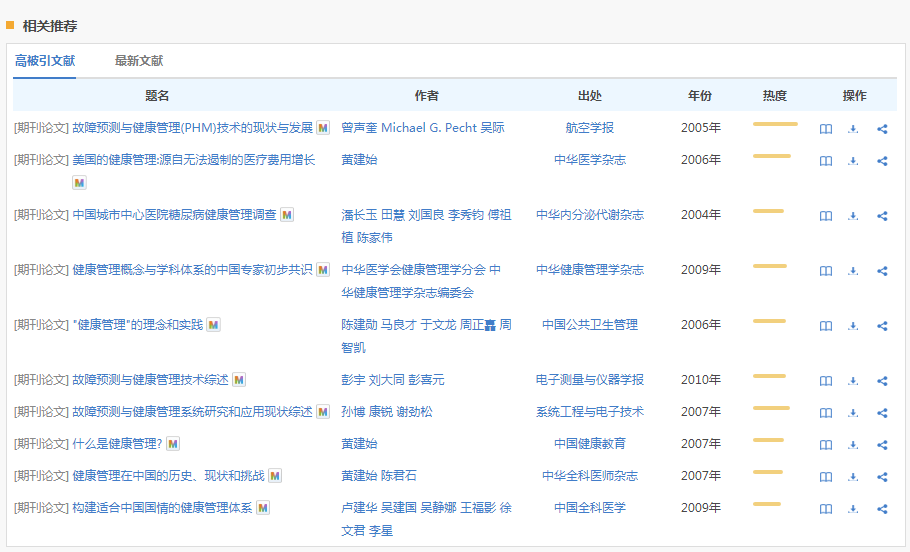 相关推荐
高被引文献 最新文献
题名 作者 出处 年份 热度 操作
[期刊论文] 故障预测与健康管理(PHM)技术的现状与发展 M 曾声奎 Michael G. Pecht 吴际 航空学报 2005年
[期刊论文] 美国的健康管理:源自无法遏制的医疗费用增长 黄建始 中华医学杂志 2006年
M
[期刊论文] 中国城市中心医院糖尿病健康管理调查 M 潘长玉 田慧 刘国良 李秀钧 傅祖 中华内分泌代谢杂志 2004年
植 陈家伟
[期刊论文] 健康管理概念与学科体系的中国专家初步共识 M 中华医学会健康管理学分会 中 中华健康管理学杂志 2009年
华健康管理学杂志编委会
[期刊论文] "健康管理"的理念和实践 M 陈建勋 马良才 于文龙 周正矗 周 中国公共卫生管理 2006年
智凯
[期刊论文] 故障预测与健康管理技术综述 M 彭宇 刘大同 彭喜元 电子测量与仪器学报 2010年
[期刊论文] 故障预测与健康管理系统研究和应用现状综述 M 孙博 康锐 谢劲松 系统工程与电子技术 2007年
[期刊论文] 什么是健康管理? M 黄建始 中国健康教育 2007年
[期刊论文] 健康管理在中国的历史、现状和挑战 M 黄建始 陈君石 中华全科医师杂志 2007年
[期刊论文] 构建适合中国国情的健康管理体系 M 卢建华 吴建国 吴静娜 王福影 徐 中国全科医学 2009年
文君 李星